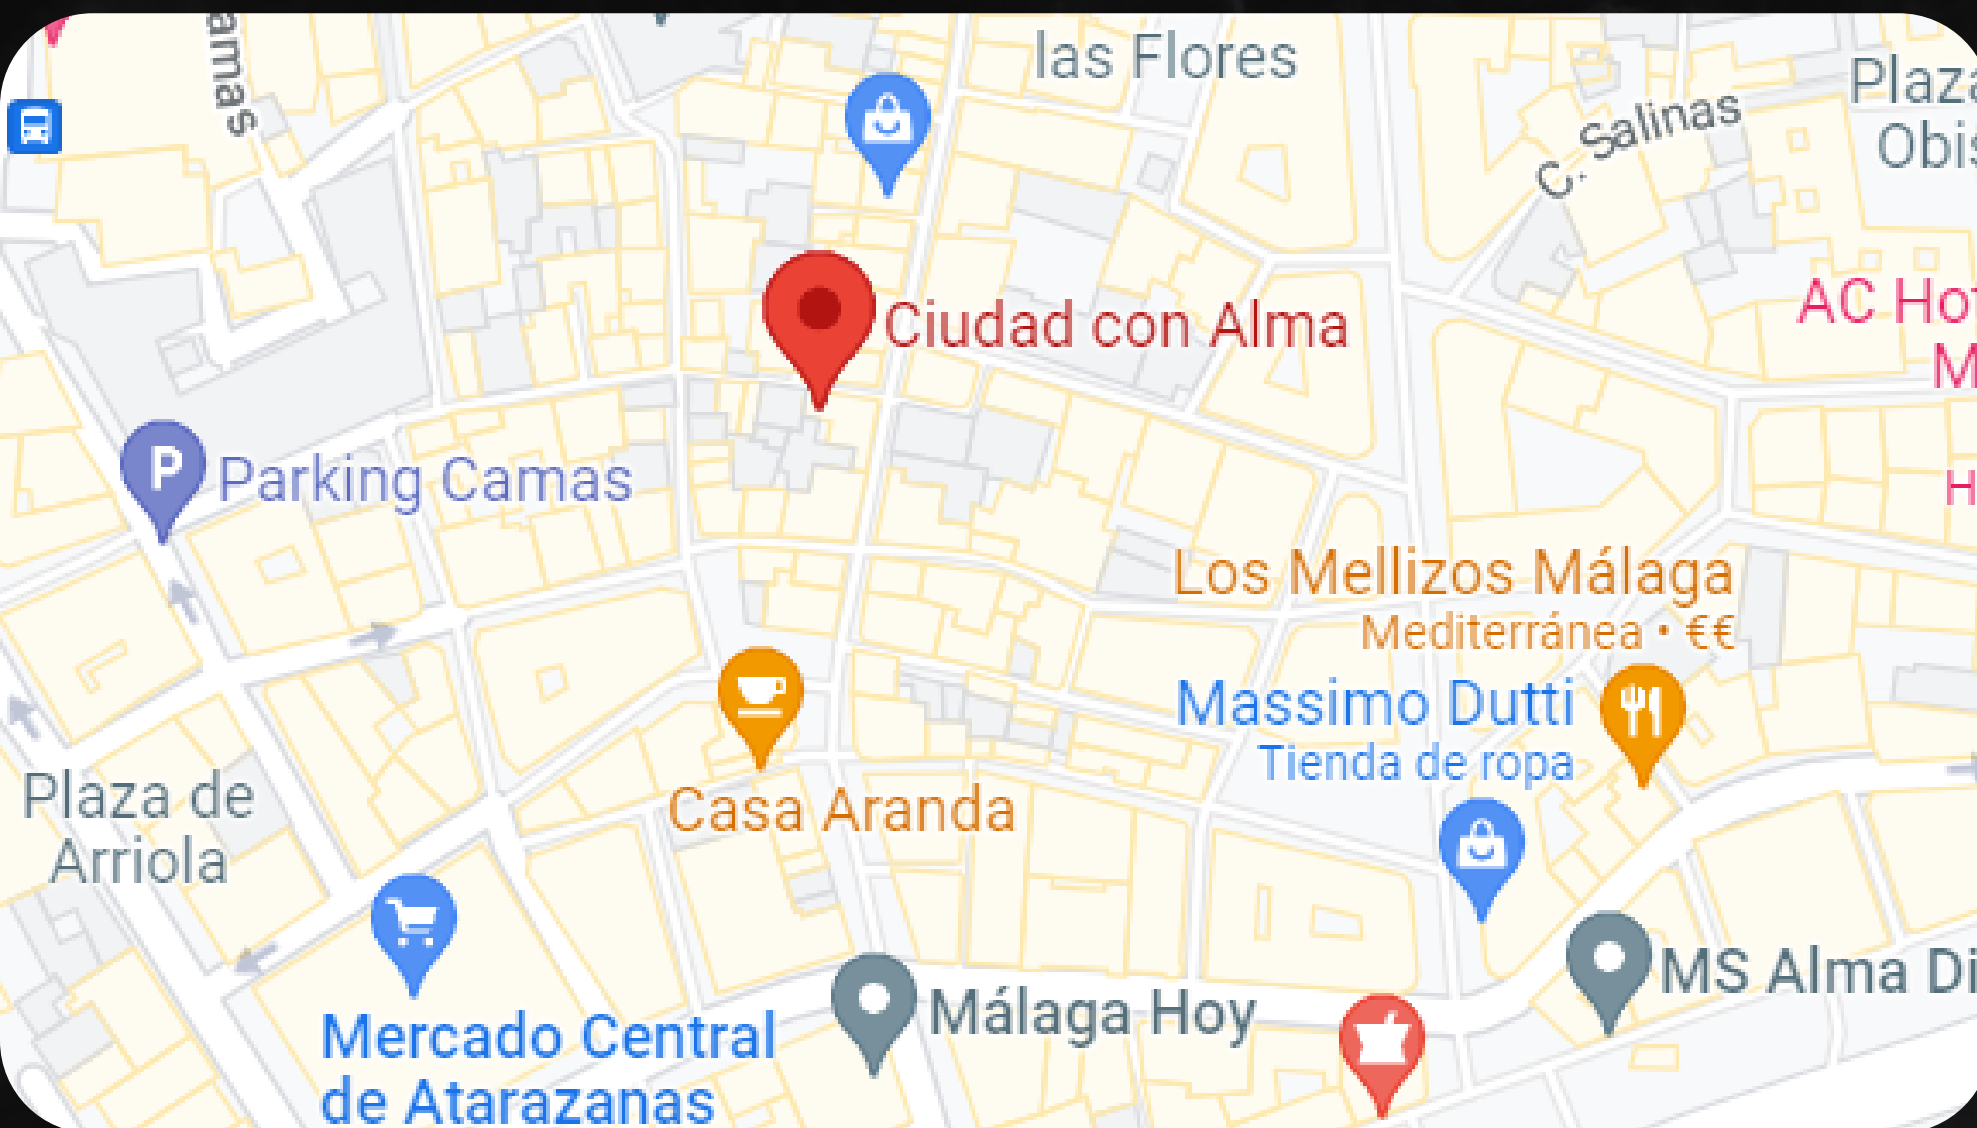 amas
las Flores
C. Salinas
Plaza
Obis
Ciudad con Alma
AC Hot
M
P
Parking Camas
H
Los Mellizos Málaga
Mediterránea • €€
Massimo Dutti
Tienda de ropa
Casa Aranda
Plaza de
Arriola
Mercado Central
de Atarazanas
Málaga Hoy
MS Alma Di